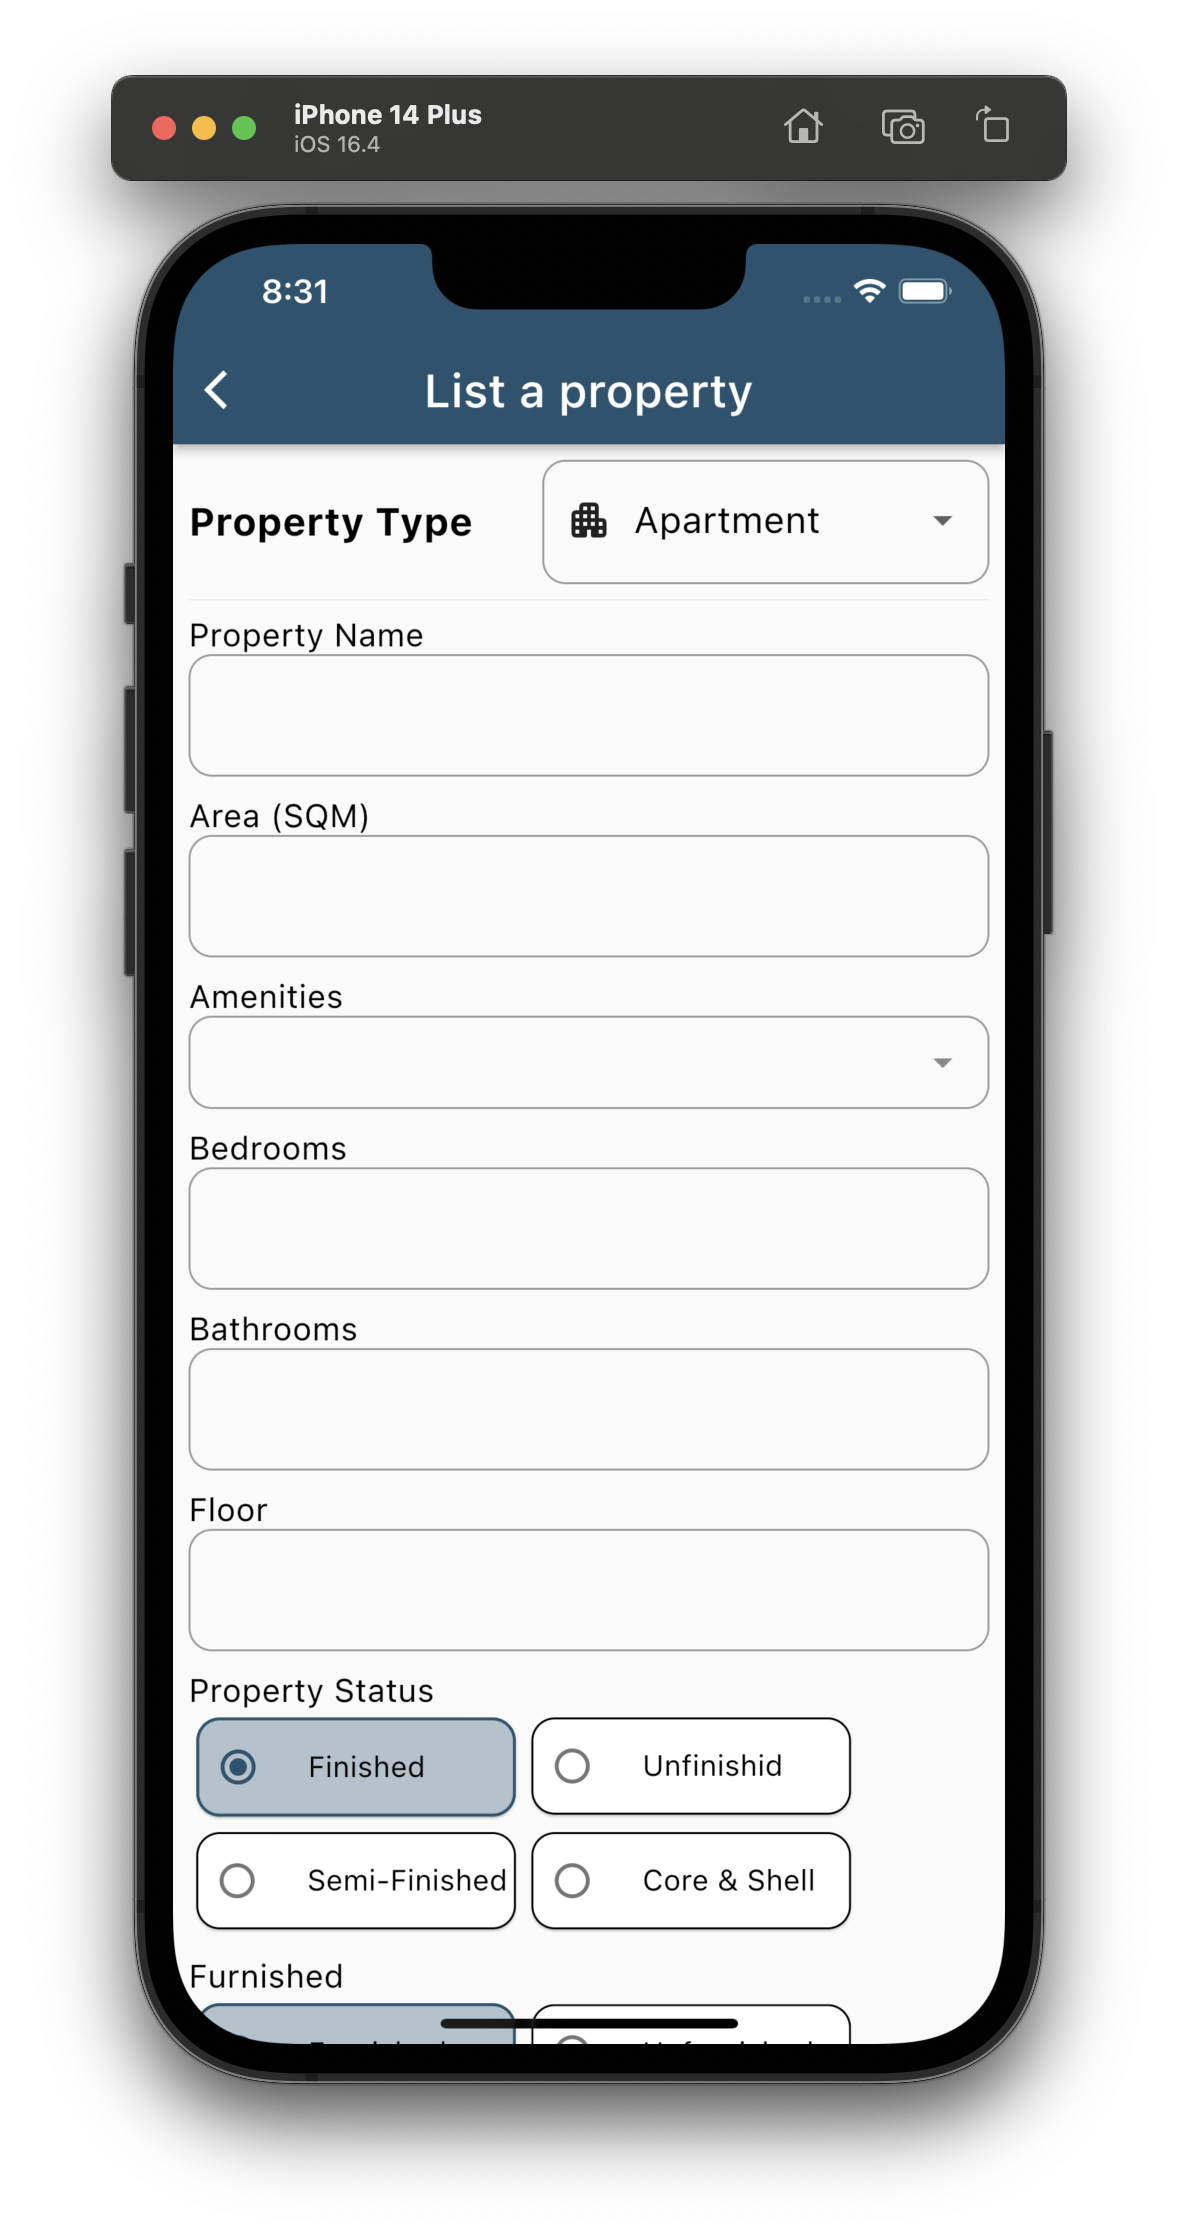 iPhone 14 Plus
iOS 16.4
8:31
List a property
Property Type
Apartment
Property Name
Area (SQM)
Amenities
Bedrooms
Bathrooms
Floor
Property Status
Finished
Unfinishid
Semi-Finished
Core & Shell
Furnished